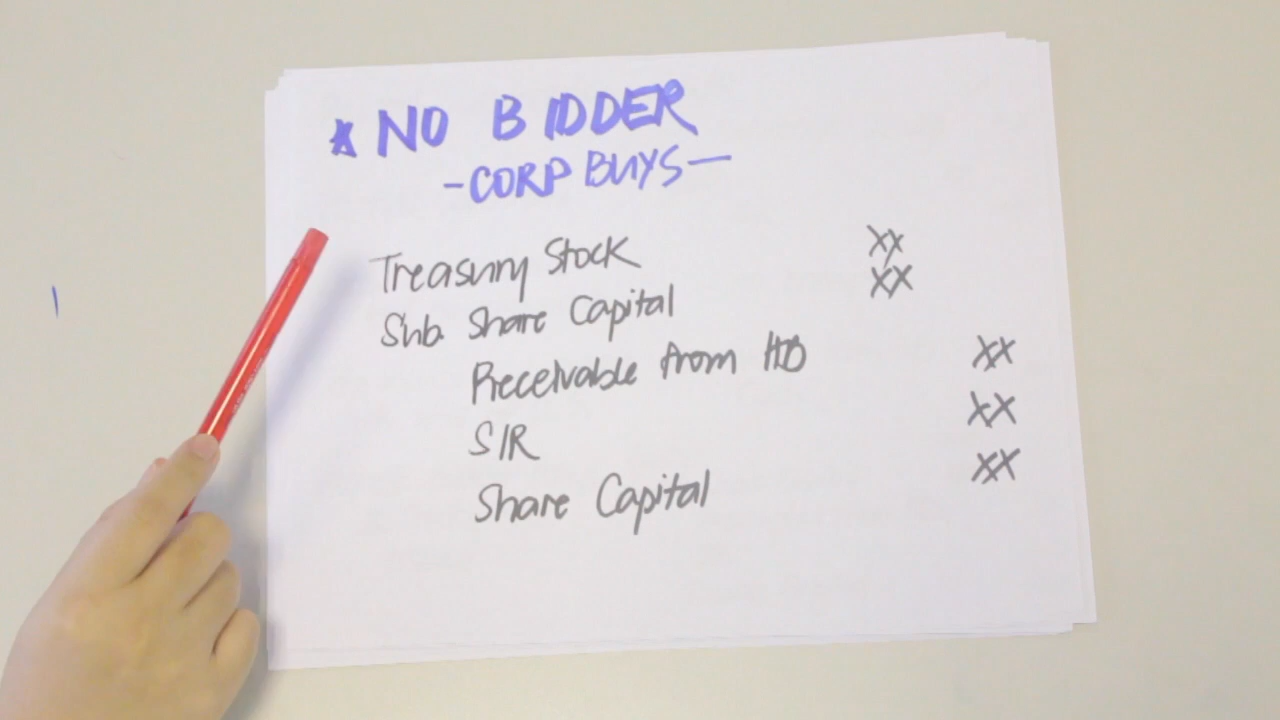 * NO BIDDER
- CORP BUYS -
Treasury Stock XX
Sub. Share Capital XX
Receivable from HB XX
SIR XX
Share Capital XX